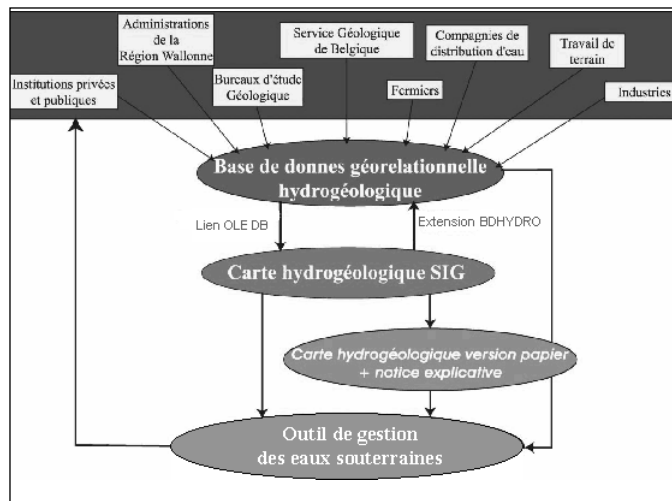 Administrations
de la
Région Wallonne
Service Géologique
de Belgique
Compagnies de
distribution d'eau
Travail de
terrain
Institutions privées
et publiques
Bureaux d'étude
Géologique
Fermiers
Industries
Base de donnes géorelationnelle
hydrogéologique
Lien OLE DB
Extension BDHYDRO
Carte hydrogéologique SIG
Carte hydrogéologique version papier
+ notice explicative
Outil de gestion
des eaux souterraines